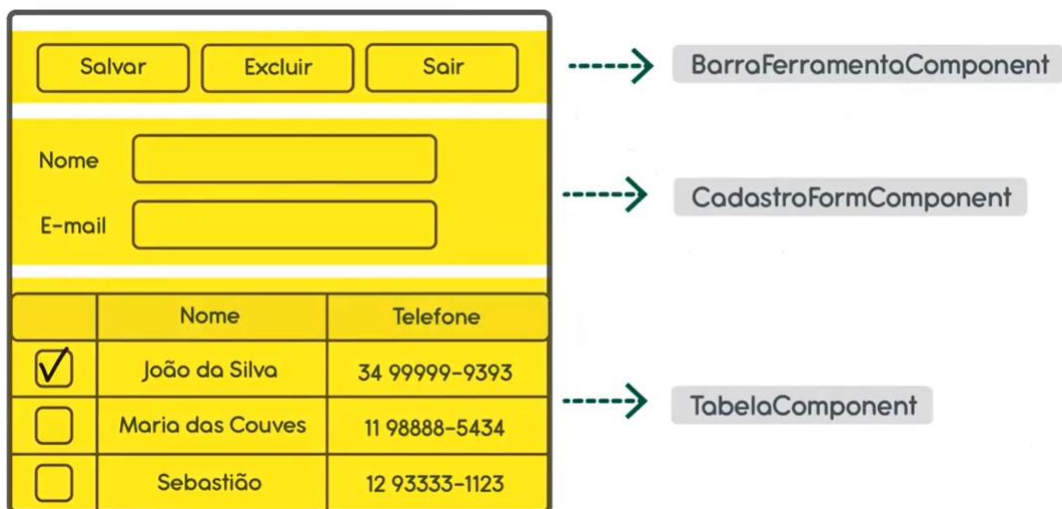 Salvar Excluir Sair
BarraFerramentaComponent
Nome
E-mail
CadastroFormComponent
Nome Telefone
João da Silva 34 99999-9393
Maria das Couves 11 98888-5434
Sebastião 12 93333-1123
TabelaComponent